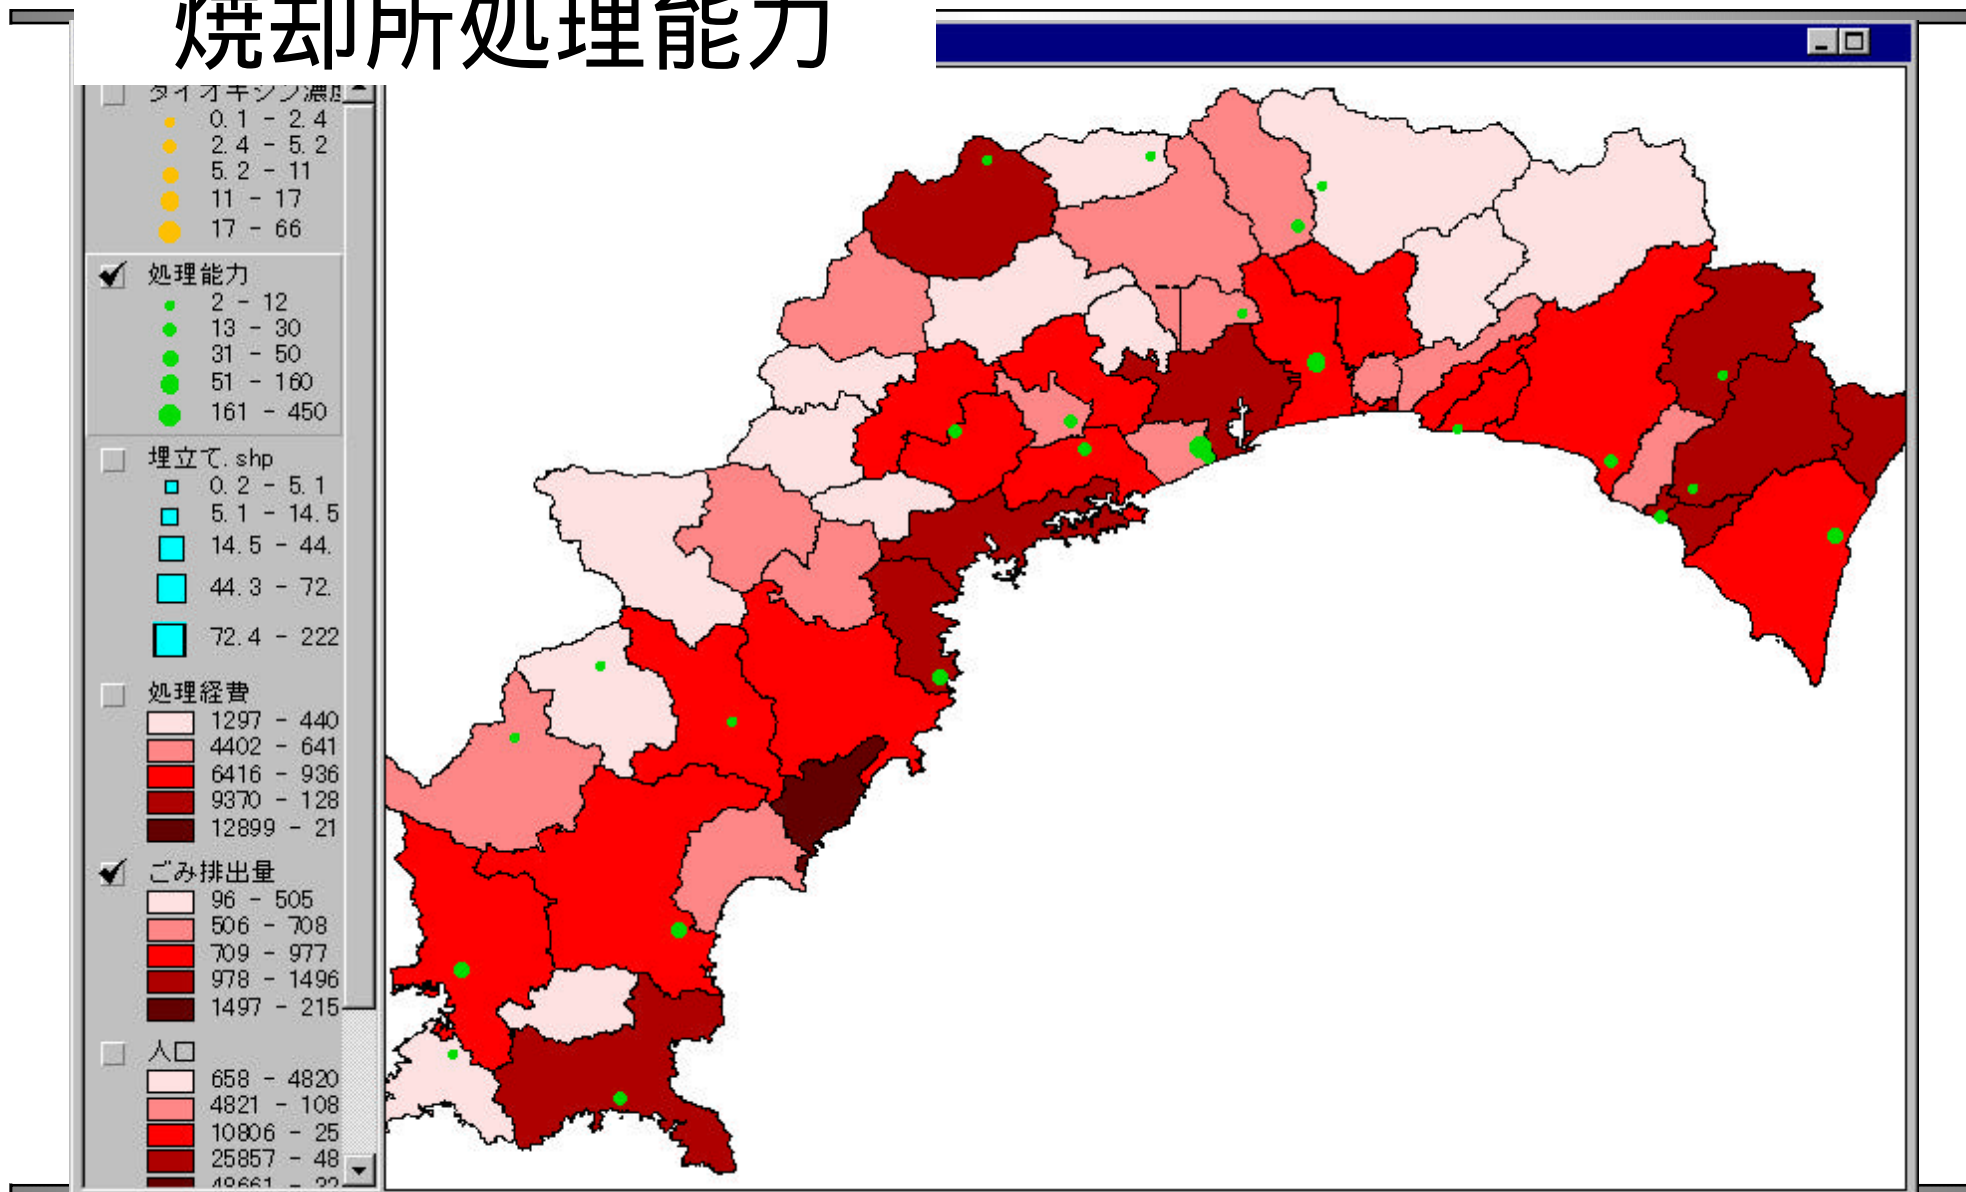 焼却所処理能力
ダイオキシン濃度
0.1 - 2.4
2.4 - 5.2
5.2 - 11
11 - 17
17 - 66
処理能力
2 - 12
13 - 30
31 - 50
51 - 160
161 - 450
埋立て.shp
0.2 - 5.1
5.1 - 14.5
14.5 - 44.
44.3 - 72.
72.4 - 222
処理経費
1297 - 440
4402 - 641
6416 - 936
9370 - 128
12899 - 21
ごみ排出量
96 - 505
506 - 708
709 - 977
978 - 1496
1497 - 215
人口
658 - 4820
4821 - 108
10806 - 25
25857 - 48